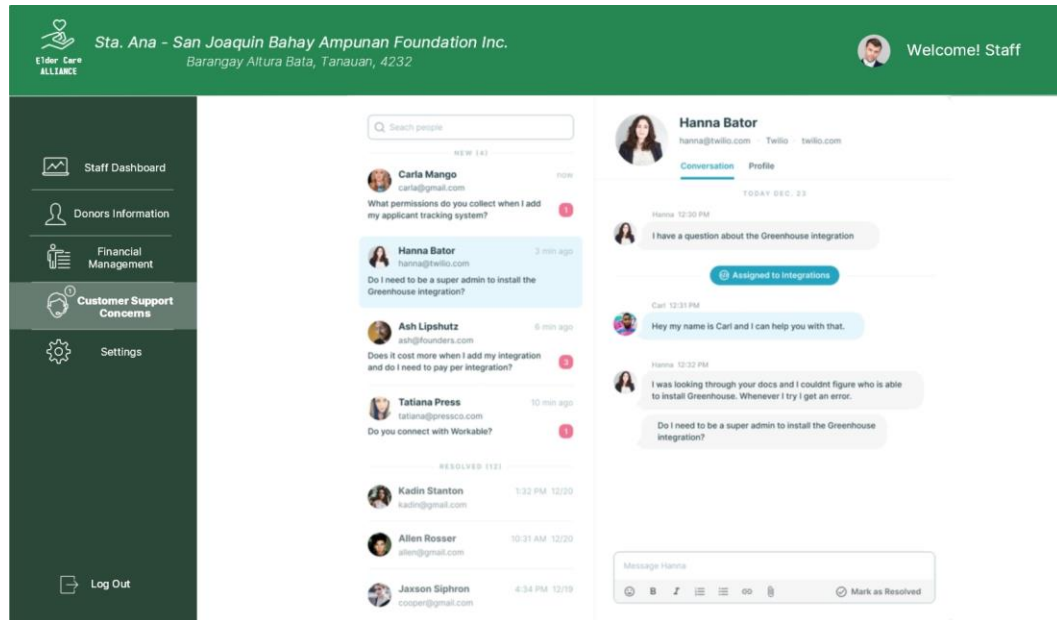 Elder Care
ALLIANCE
Sta. Ana - San Joaquin Bahay Ampunan Foundation Inc.
Barangay Altura Bata, Tanauan, 4232
Welcome! Staff
Staff Dashboard
Donors Information
Financial
Management
1
Customer Support
Concerns
Settings
Log Out
Seach people
NEW (4)
Carla Mango now
carla@gmail.com
What permissions do you collect when I add
my applicant tracking system?
1
Hanna Bator 3 min ago
hanna@twilio.com
Do I need to be a super admin to install the
Greenhouse integration?
Ash Lipshutz 6 min ago
ash@founders.com
Does it cost more when I add my integration
and do I need to pay per integration?
3
Tatiana Press 10 min ago
tatiana@pressco.com
Do you connect with Workable?
1
RESOLVED (12)
Kadin Stanton 1:32 PM 12/20
kadin@gmail.com
Allen Rosser 10:31 AM 12/20
allen@gmail.com
Jaxson Siphron 4:34 PM 12/19
cooper@gmail.com
Hanna Bator
hanna@twilio.com Twilio twilio.com
Conversation Profile
TODAY DEC. 23
Hanna 12:30 PM
I have a question about the Greenhouse integration
Assigned to Integrations
Carl 12:31 PM
Hey my name is Carl and I can help you with that.
Hanna 12:32 PM
I was looking through your docs and I couldnt figure who is able
to install Greenhouse. Whenever I try I get an error.
Do I need to be a super admin to install the Greenhouse
integration?
Message Hanna
B I Mark as Resolved